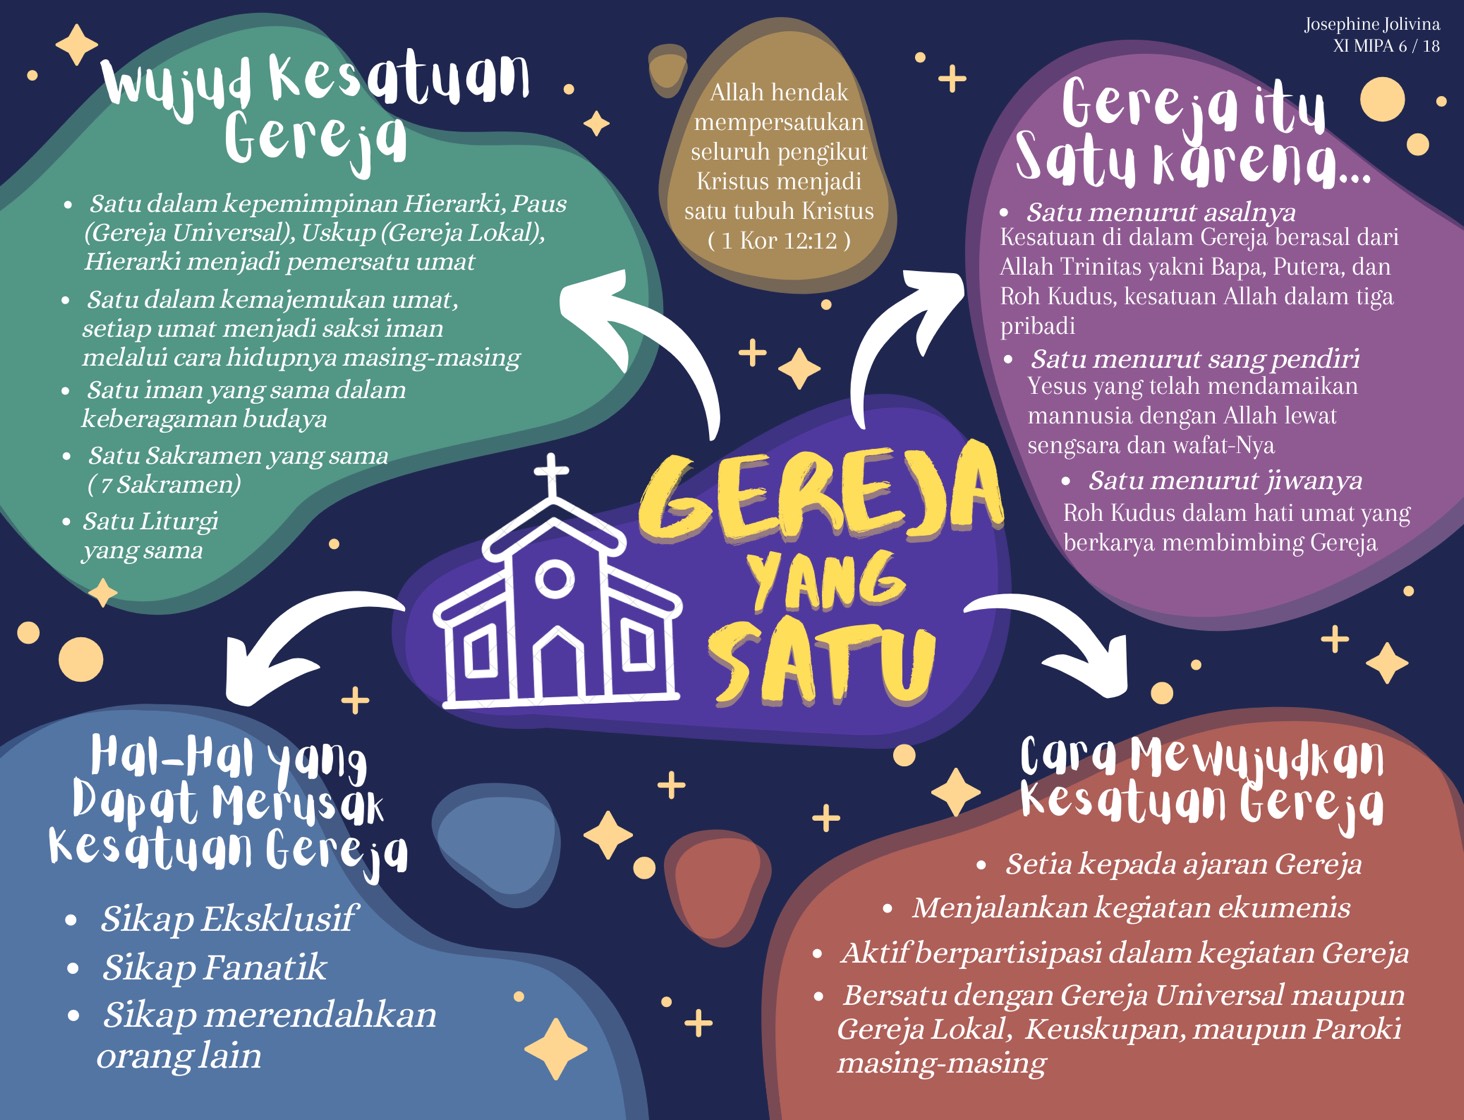 Josephine Jolivina
XI MIPA 6 / 18
Wujud Kesatuan
Gereja
• Satu dalam kepemimpinan Hierarki, Paus
(Gereja Universal), Uskup (Gereja Lokal),
Hierarki menjadi pemersatu umat
• Satu dalam kemajemukan umat,
setiap umat menjadi saksi iman
melalui cara hidupnya masing-masing
• Satu iman yang sama dalam
keberagaman budaya
• Satu Sakramen yang sama
( 7 Sakramen)
• Satu Liturgi
yang sama
Allah hendak
mempersatukan
seluruh pengikut
Kristus menjadi
satu tubuh Kristus
( 1 Kor 12:12 )
Gereja itu
Satu karena...
• Satu menurut asalnya
Kesatuan di dalam Gereja berasal dari
Allah Trinitas yakni Bapa, Putera, dan
Roh Kudus, kesatuan Allah dalam tiga
pribadi
• Satu menurut sang pendiri
Yesus yang telah mendamaikan
mannusia dengan Allah lewat
sengsara dan wafat-Nya
• Satu menurut jiwanya
Roh Kudus dalam hati umat yang
berkarya membimbing Gereja
GEREJA
YANG
SATU
Hal-Hal yang
Dapat Merusak
Kesatuan Gereja
• Sikap Eksklusif
• Sikap Fanatik
• Sikap merendahkan
orang lain
Cara Mewujudkan
Kesatuan Gereja
• Setia kepada ajaran Gereja
• Menjalankan kegiatan ekumenis
• Aktif berpartisipasi dalam kegiatan Gereja
• Bersatu dengan Gereja Universal maupun
Gereja Lokal, Keuskupan, maupun Paroki
masing-masing